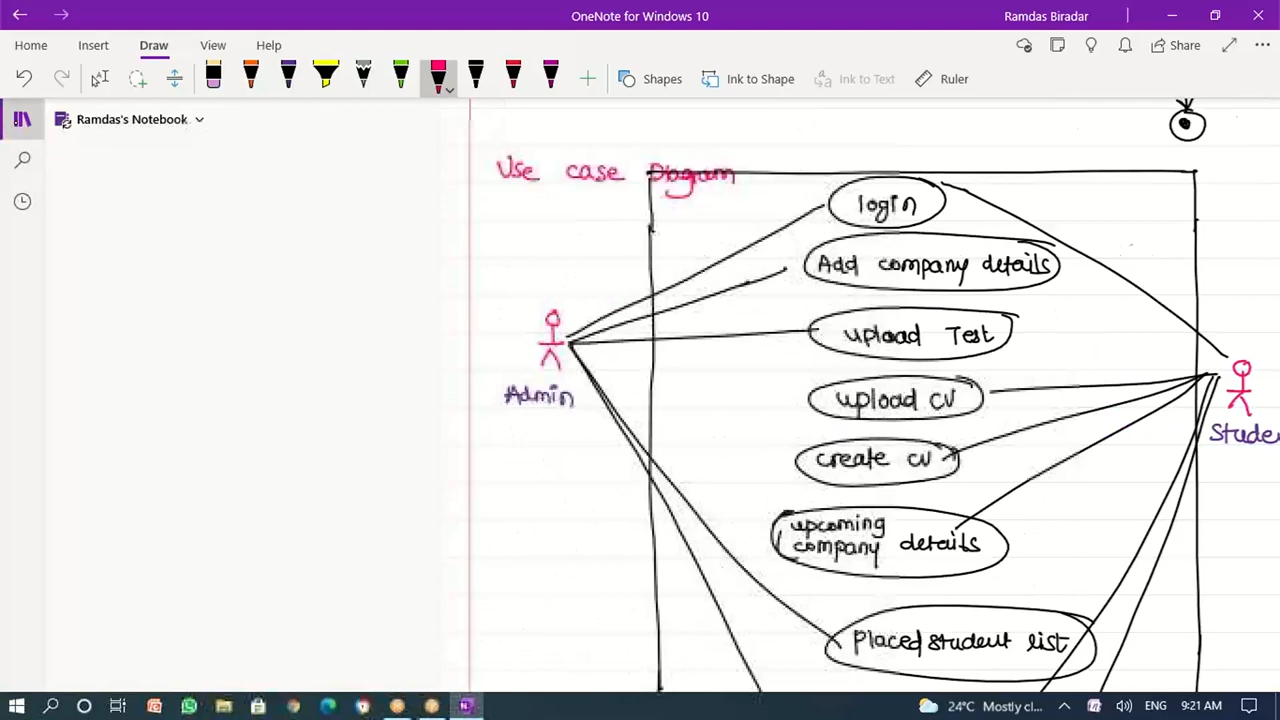 OneNote for Windows 10
Ramdas Biradar
Home Insert Draw View Help
Share
Shapes Ink to Shape Ink to Text Ruler
Ramdas's Notebook
Use case Diagram
login
Add company details
upload Test
Admin
upload cv
Stude
create cv
upcoming
company details
Placed student list
24°C Mostly cl...
ENG 9:21 AM